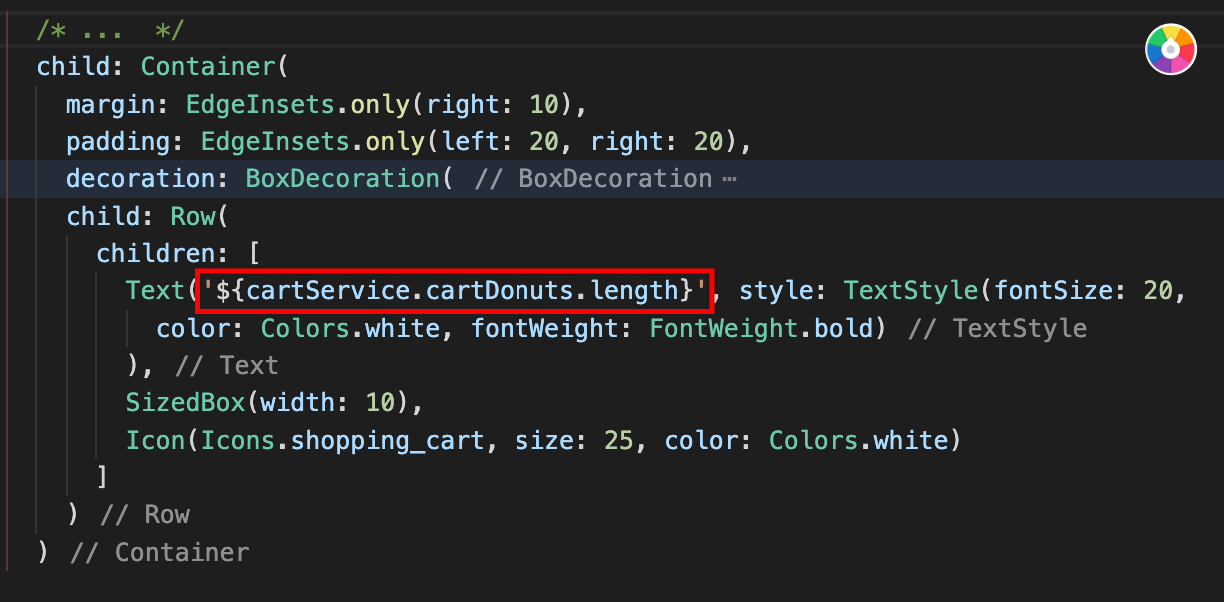 /* ...  */
child: Container(
margin: EdgeInsets.only(right: 10),
padding: EdgeInsets.only(left: 20, right: 20),
decoration: BoxDecoration( // BoxDecoration ⋯
child: Row(
children: [
Text('${cartService.cartDonuts.length}', style: TextStyle(fontSize: 20,
color: Colors.white, fontWeight: FontWeight.bold) // TextStyle
), // Text
SizedBox(width: 10),
Icon(Icons.shopping_cart, size: 25, color: Colors.white)
]
) // Row
) // Container